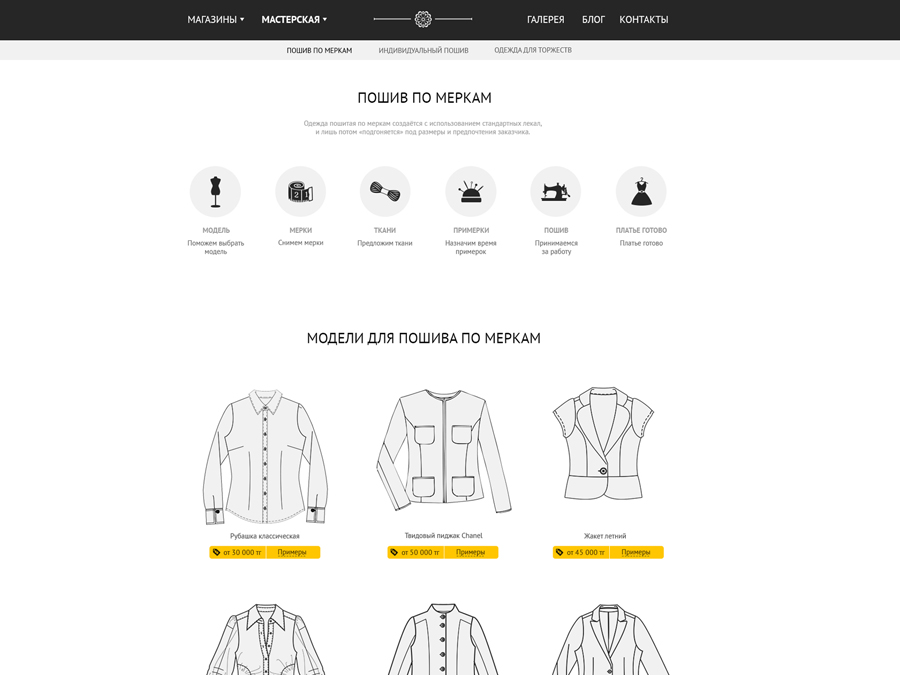 МАГАЗИНЫ МАСТЕРСКАЯ ГАЛЕРЕЯ БЛОГ КОНТАКТЫ
ПОШИВ ПО МЕРКАМ ИНДИВИДУАЛЬНЫЙ ПОШИВ ОДЕЖДА ДЛЯ ТОРЖЕСТВ
ПОШИВ ПО МЕРКАМ
Одежда пошитая по меркам создаётся с использованием стандартных лекал,
и лишь потом «подгоняется» под размеры и предпочтения заказчика.
МОДЕЛЬ МЕРКИ ТКАНИ ПРИМЕРКИ ПОШИВ ПЛАТЬЕ ГОТОВО
Поможем выбрать Снимем мерки Предложим ткани Назначим время Принимаемся Платье готово
модель примерок за работу
МОДЕЛИ ДЛЯ ПОШИВА ПО МЕРКАМ
Рубашка классическая Твидовый пиджак Chanel Жакет летний
от 30 000 тг Примеры от 50 000 тг Примеры от 45 000 тг Примеры